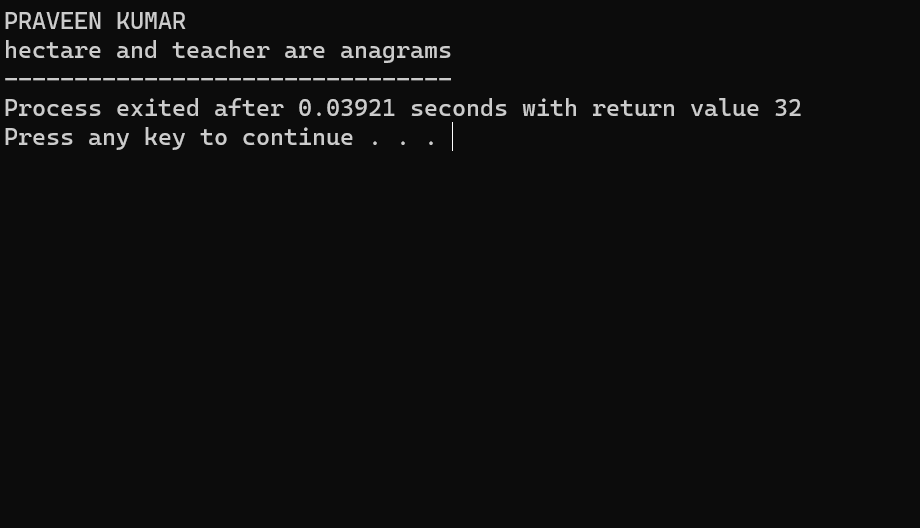 PRAVEEN KUMAR
hectare and teacher are anagrams
--------------------------------
Process exited after 0.03921 seconds with return value 32
Press any key to continue . . .